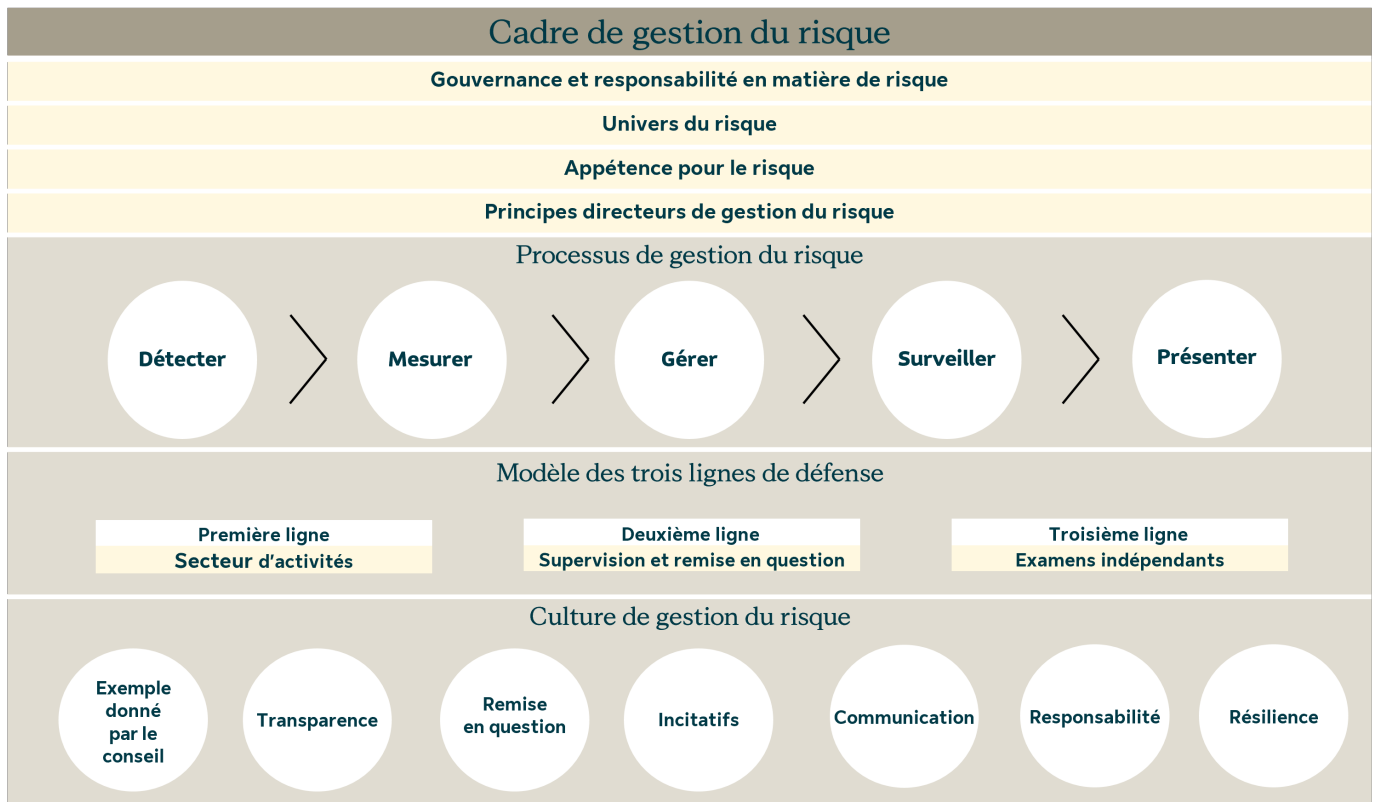 Cadre de gestion du risque
Gouvernance et responsabilité en matière de risque
Univers du risque
Appétence pour le risque
Principes directeurs de gestion du risque
Processus de gestion du risque
Détecter
Mesurer
Gérer
Surveiller
Présenter
Modèle des trois lignes de défense
Première ligne
Secteur d'activités
Deuxième ligne
Supervision et remise en question
Troisième ligne
Examens indépendants
Culture de gestion du risque
Exemple
donné
par le
conseil
Transparence
Remise
en question
Incitatifs
Communication
Responsabilité
Résilience